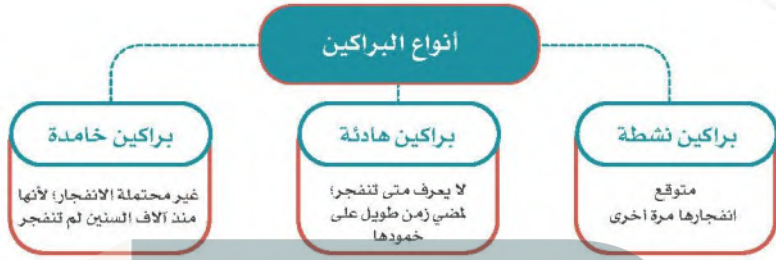 أنواع البراكين
براكين نشطة
متوقع
انفجارها مرة أخرى
براكين هادئة
لا يعرف متى تنفجر؛
لمضي زمن طويل على
خمودها
براكين خامدة
غير محتملة الانفجار؛ لأنها
منذ آلاف السنين لم تنفجر